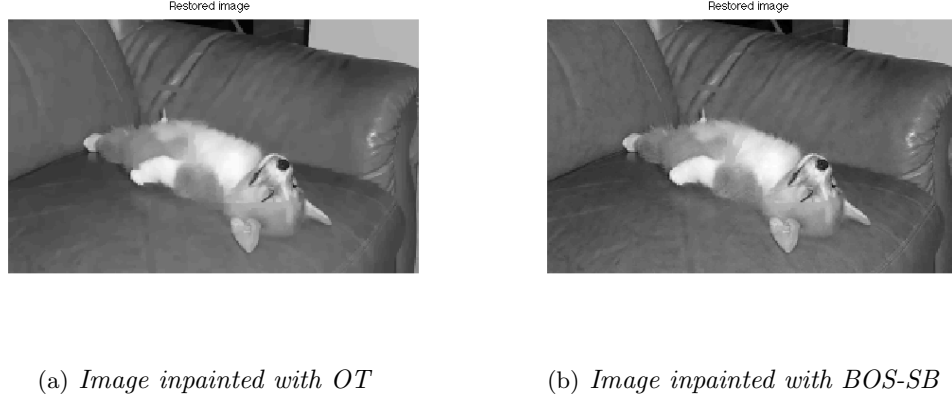 Restored image
Restored image
(a) Image inpainted with OT
(b) Image inpainted with BOS-SB